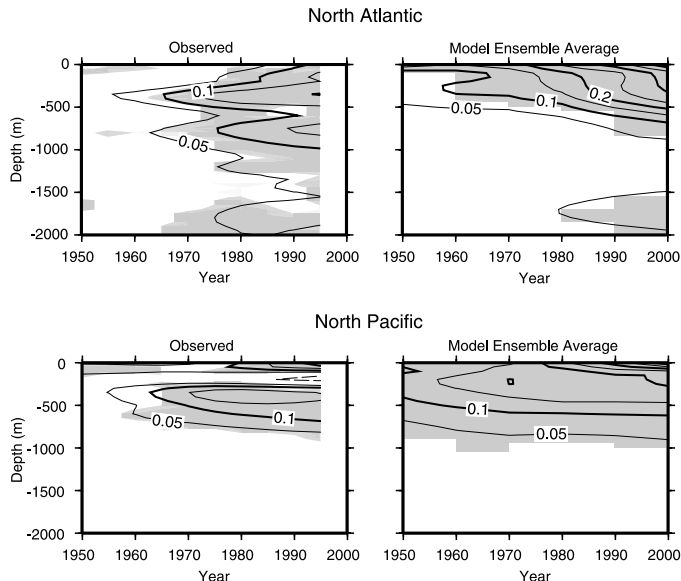 North Atlantic
Observed
Model Ensemble Average
0
-500
-1000
-1500
-2000
Depth (m)
0.1
0.05
0.05
0.1
0.2
1950 1960 1970 1980 1990 2000
1950 1960 1970 1980 1990 2000
Year
Year
North Pacific
Observed
Model Ensemble Average
0
-500
-1000
-1500
-2000
Depth (m)
0.05
0.1
0.1
0.05
1950 1960 1970 1980 1990 2000
1950 1960 1970 1980 1990 2000
Year
Year